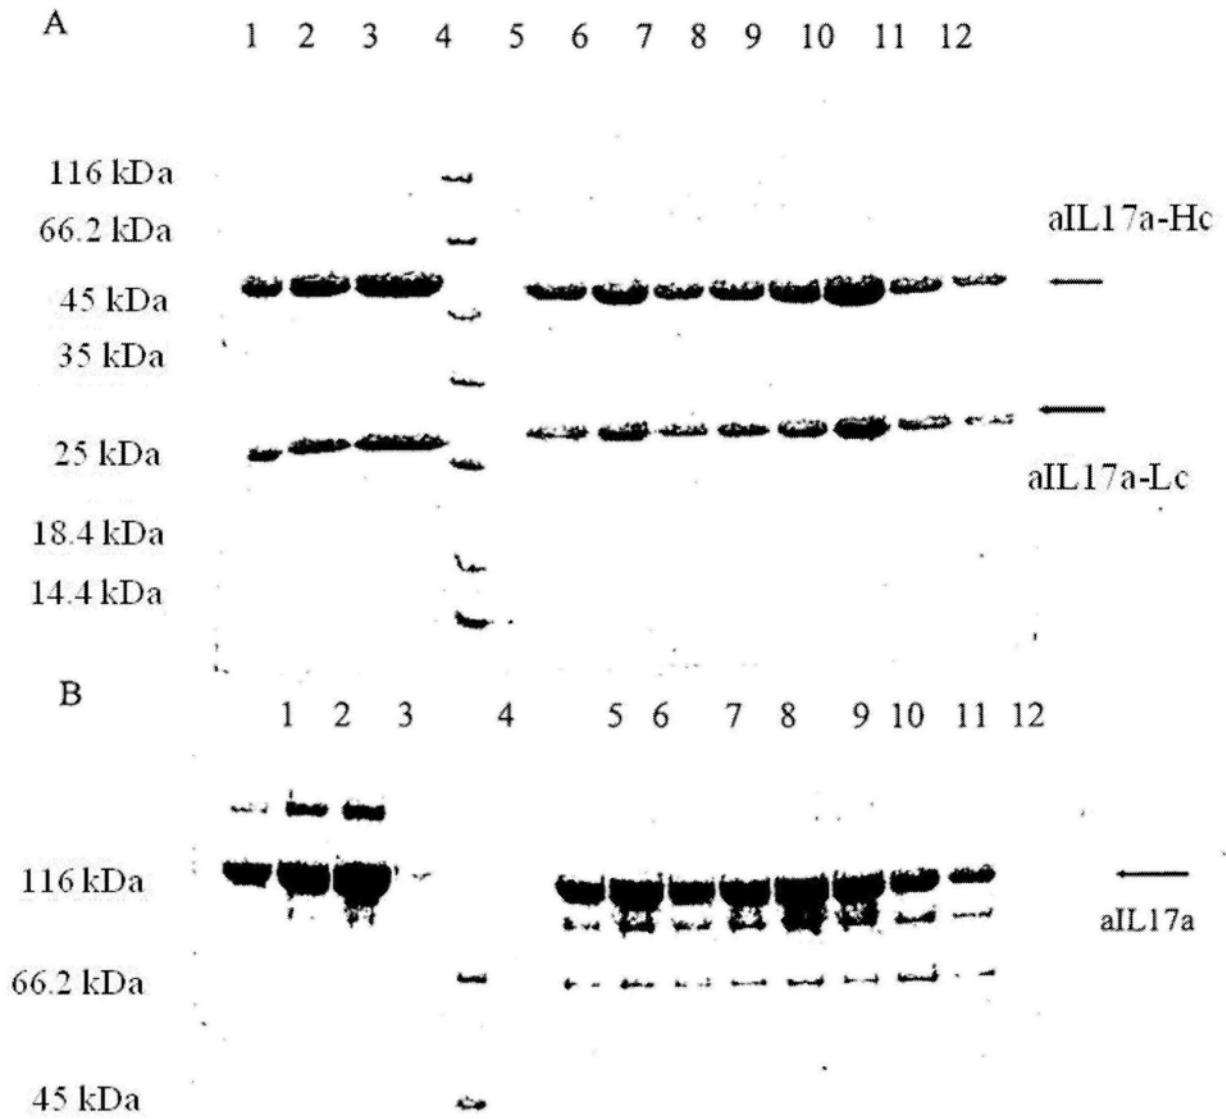 A
1 2 3 4 5 6 7 8 9 10 11 12
116 kDa
66.2 kDa
aIL17a-Hc
45 kDa
35 kDa
25 kDa
aIL17a-Lc
18.4 kDa
14.4 kDa
B
1 2 3 4 5 6 7 8 9 10 11 12
116 kDa
aIL17a
66.2 kDa
45 kDa